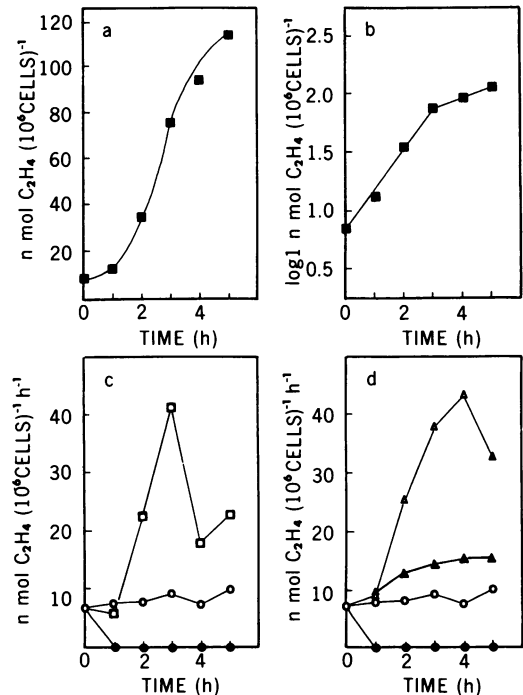 a
n mol C₂H₄ (10⁶CELLS)⁻¹
120
100
80
60
40
20
0 2 4
TIME (h)
b
log1 n mol C₂H₄ (10⁶CELLS)⁻¹
2.5
2.0
1.5
1.0
0.5
0 2 4
TIME (h)
c
n mol C₂H₄ (10⁶CELLS)⁻¹ h⁻¹
40
30
20
10
0 2 4
TIME (h)
d
n mol C₂H₄ (10⁶CELLS)⁻¹ h⁻¹
40
30
20
10
0 2 4
TIME (h)